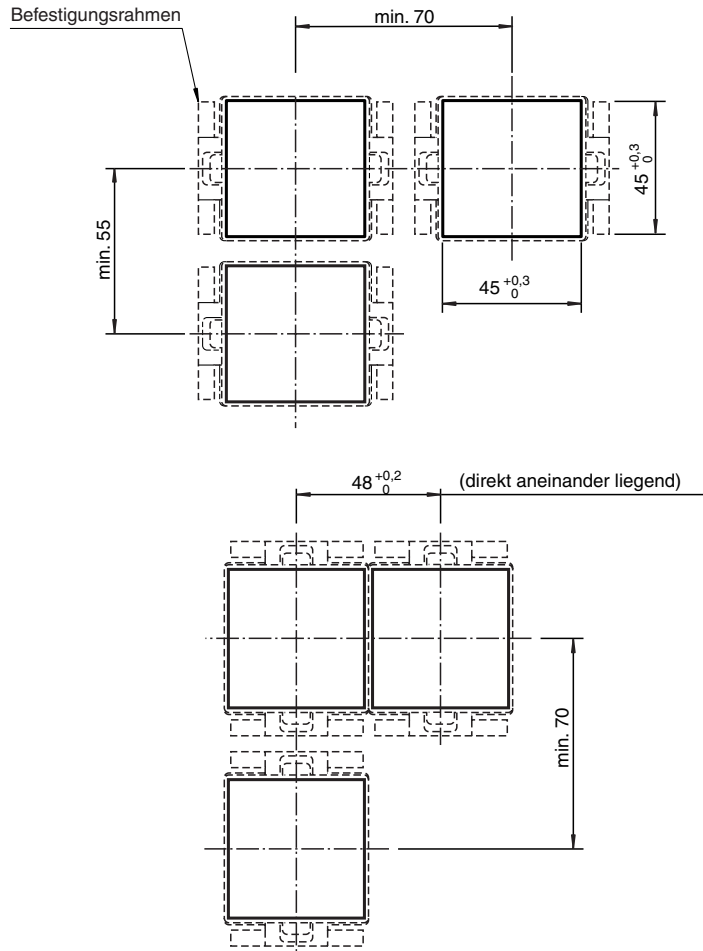 Befestigungsrahmen
min. 70
45 +0,3 0
min. 55
45 +0,3 0
48 +0,2 0
(direkt aneinander liegend)
min. 70